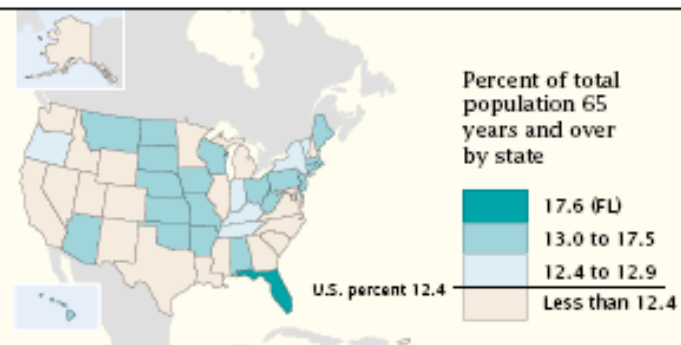 Percent of total
population 65
years and over
by state
17.6 (FL)
13.0 to 17.5
12.4 to 12.9
U.S. percent 12.4
Less than 12.4